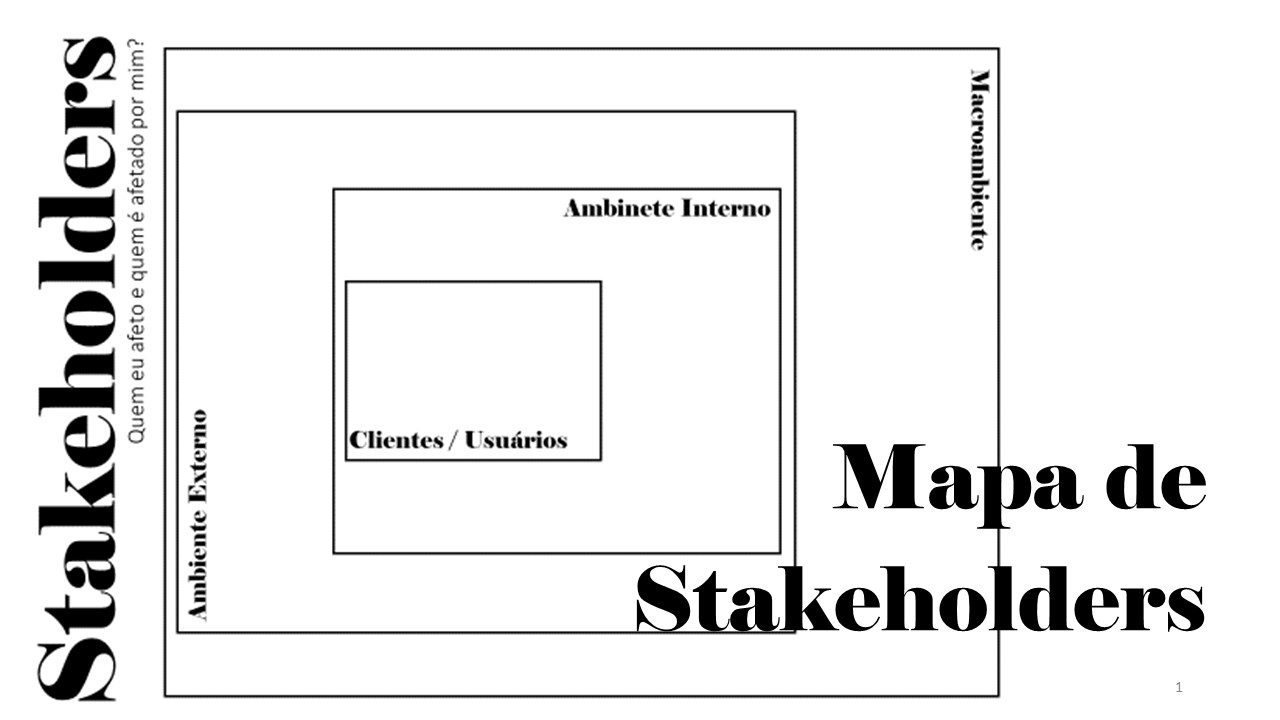 Stakeholders
Quem eu afeto e quem é afetado por mim?
Macroambiente
Ambinete Interno
Clientes / Usuários
Ambiente Externo
Mapa de
Stakeholders
1